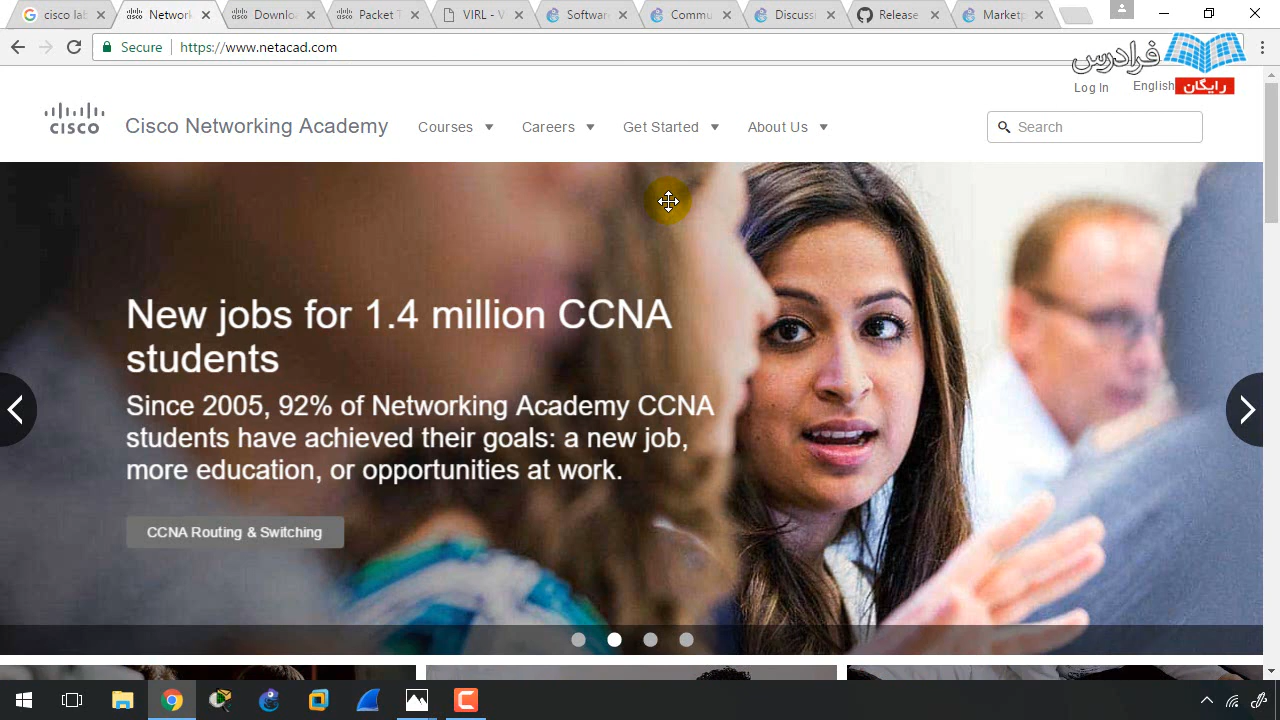 cisco lab
Network
Downlo
Packet T
VIRL - V
Software
Commu
Discussi
Release
Marketp
Secure
https://www.netacad.com
فرادرس
رایگان
Log In
English
cisco
Cisco Networking Academy
Courses
Careers
Get Started
About Us
Search
New jobs for 1.4 million CCNA
students
Since 2005, 92% of Networking Academy CCNA
students have achieved their goals: a new job,
more education, or opportunities at work.
CCNA Routing & Switching